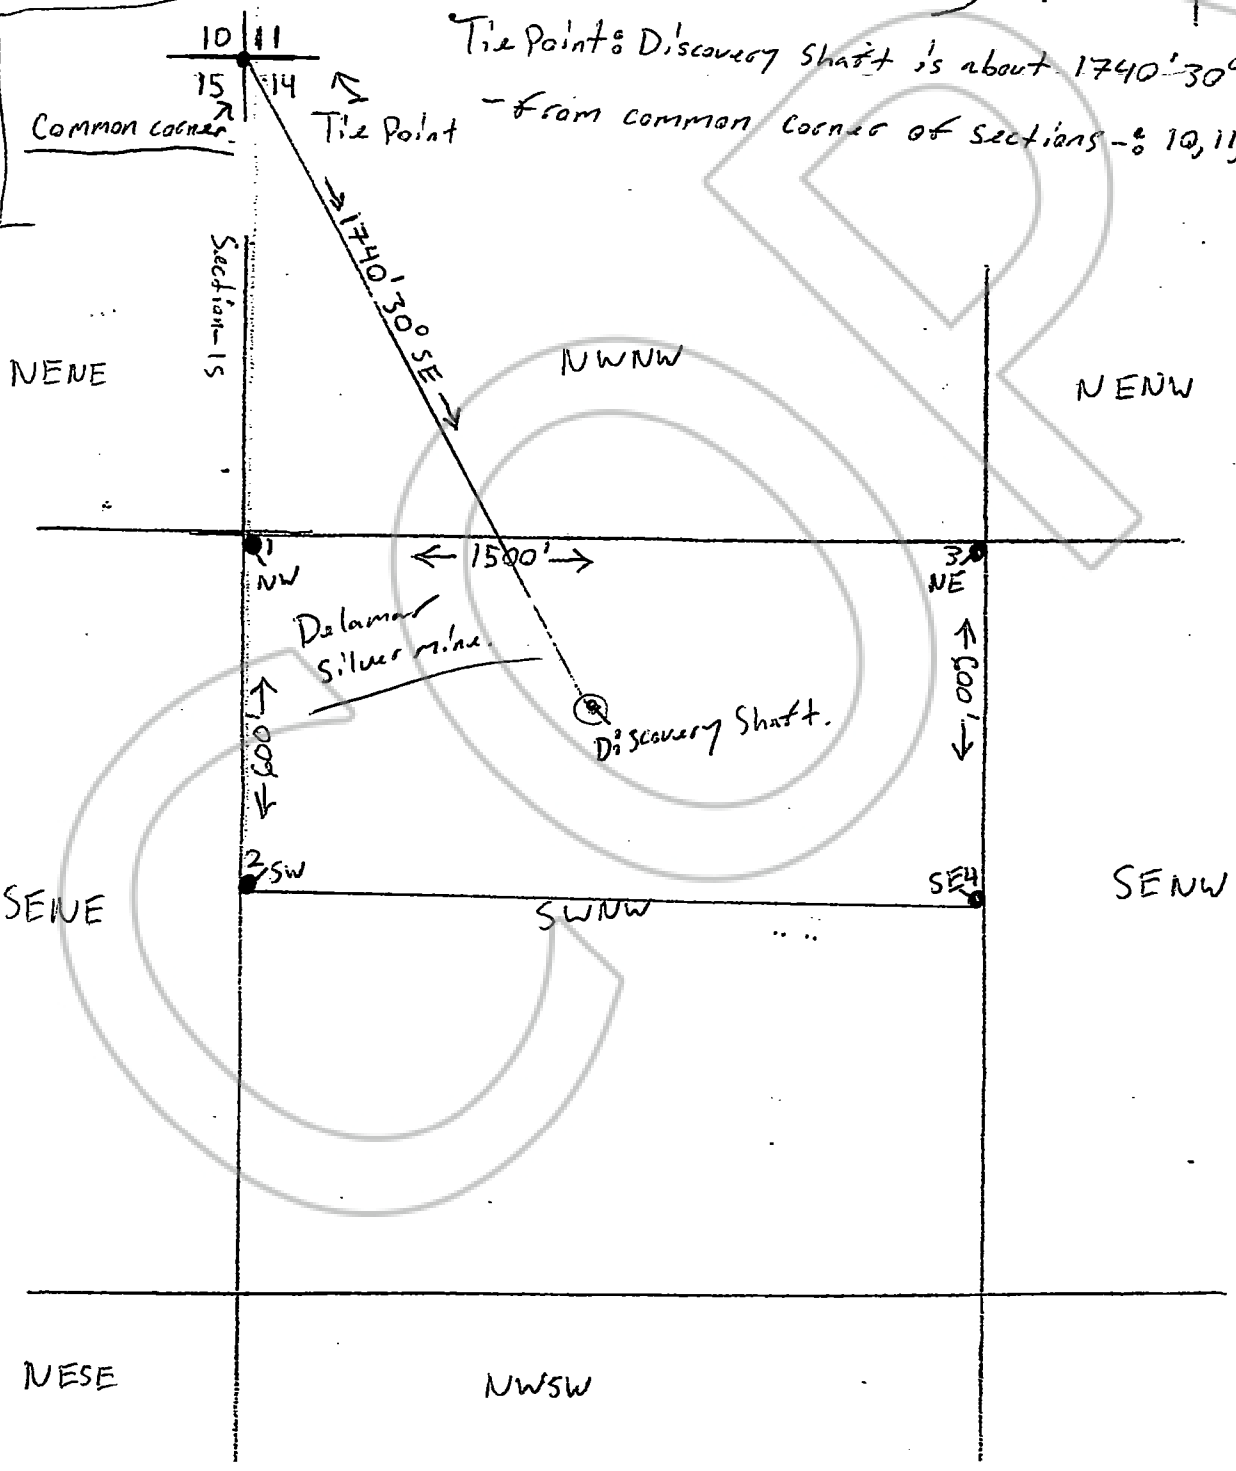 10 11
Tie Point: Discovery Shaft is about 1740' 30°
15 14
Common corner.
Tie Point
- from common corner of sections -: 10, 11,
1740' 30° SE
Section-15
NENE
NWNW
NENW
1
NW
1500'
3
NE
Delamar
Silver mine.
600'
600'
Discovery Shaft.
2 SW
SE 4
SENE
SWNW
SENW
NESE
NWSW
COP